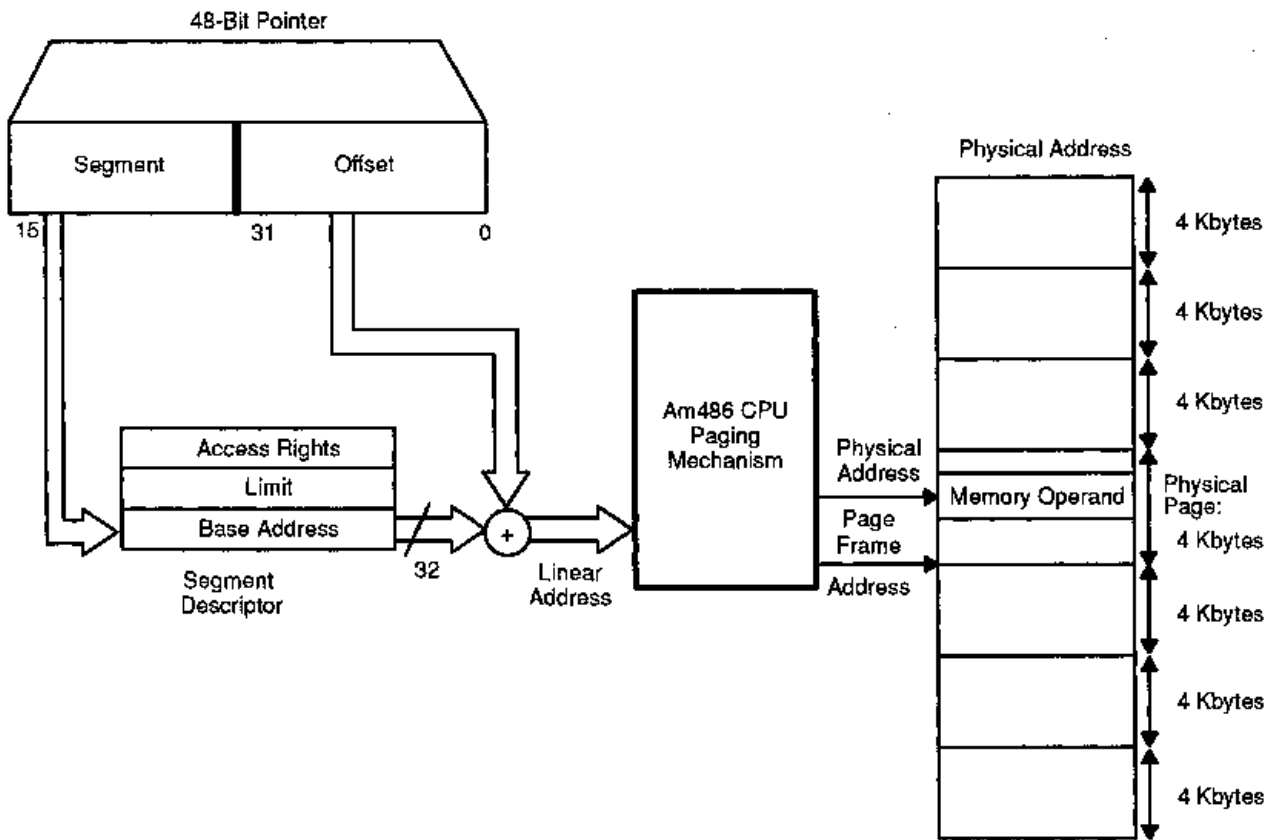 48-Bit Pointer
Segment
Offset
15
31
0
Access Rights
Limit
Base Address
32
Segment
Descriptor
+
Linear
Address
Am486 CPU
Paging
Mechanism
Physical
Address
Page
Frame
Address
Physical Address
4 Kbytes
4 Kbytes
4 Kbytes
Memory Operand
Physical
Page:
4 Kbytes
4 Kbytes
4 Kbytes
4 Kbytes